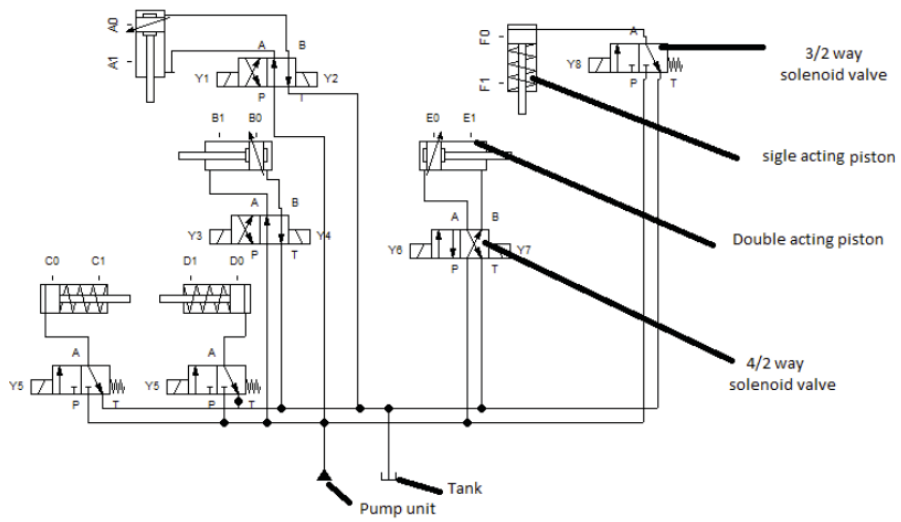 A0
A1
A
B
Y1
Y2
P
T
F0
F1
A
Y8
P
T
3/2 way
solenoid valve
B1
B0
E0
E1
sigle acting piston
A
B
Y3
Y4
P
T
A
B
Y6
Y7
P
T
Double acting piston
C0
C1
D1
D0
4/2 way
solenoid valve
A
Y5
P
T
A
Y5
P
T
Tank
Pump unit